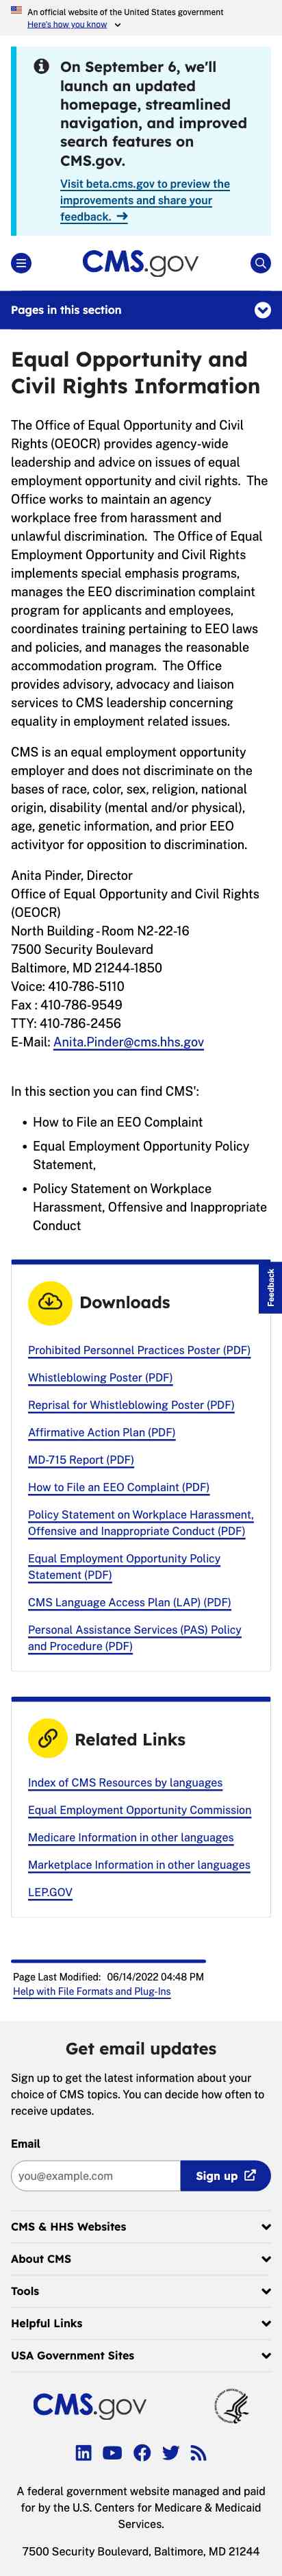 An official website of the United States government
Here's how you know
On September 6, we'll
launch an updated
homepage, streamlined
navigation, and improved
search features on
CMS.gov.
Visit beta.cms.gov to preview the
improvements and share your
feedback.
CMS.gov
Pages in this section
Equal Opportunity and
Civil Rights Information
The Office of Equal Opportunity and Civil
Rights (OEOCR) provides agency-wide
leadership and advice on issues of equal
employment opportunity and civil rights. The
Office works to maintain an agency
workplace free from harassment and
unlawful discrimination. The Office of Equal
Employment Opportunity and Civil Rights
implements special emphasis programs,
manages the EEO discrimination complaint
program for applicants and employees,
coordinates training pertaining to EEO laws
and policies, and manages the reasonable
accommodation program. The Office
provides advisory, advocacy and liaison
services to CMS leadership concerning
equality in employment related issues.
CMS is an equal employment opportunity
employer and does not discriminate on the
bases of race, color, sex, religion, national
origin, disability (mental and/or physical),
age, genetic information, and prior EEO
activityor for opposition to discrimination.
Anita Pinder, Director
Office of Equal Opportunity and Civil Rights
(OEOCR)
North Building - Room N2-22-16
7500 Security Boulevard
Baltimore, MD 21244-1850
Voice: 410-786-5110
Fax : 410-786-9549
TTY: 410-786-2456
E-Mail: Anita.Pinder@cms.hhs.gov
In this section you can find CMS':
• How to File an EEO Complaint
• Equal Employment Opportunity Policy
Statement,
• Policy Statement on Workplace
Harassment, Offensive and Inappropriate
Conduct
Feedback
Downloads
Prohibited Personnel Practices Poster (PDF)
Whistleblowing Poster (PDF)
Reprisal for Whistleblowing Poster (PDF)
Affirmative Action Plan (PDF)
MD-715 Report (PDF)
How to File an EEO Complaint (PDF)
Policy Statement on Workplace Harassment,
Offensive and Inappropriate Conduct (PDF)
Equal Employment Opportunity Policy
Statement (PDF)
CMS Language Access Plan (LAP) (PDF)
Personal Assistance Services (PAS) Policy
and Procedure (PDF)
Related Links
Index of CMS Resources by languages
Equal Employment Opportunity Commission
Medicare Information in other languages
Marketplace Information in other languages
LEP.GOV
Page Last Modified: 06/14/2022 04:48 PM
Help with File Formats and Plug-Ins
Get email updates
Sign up to get the latest information about your
choice of CMS topics. You can decide how often to
receive updates.
Email
you@example.com
Sign up
CMS & HHS Websites
About CMS
Tools
Helpful Links
USA Government Sites
CMS.gov
A federal government website managed and paid
for by the U.S. Centers for Medicare & Medicaid
Services.
7500 Security Boulevard, Baltimore, MD 21244